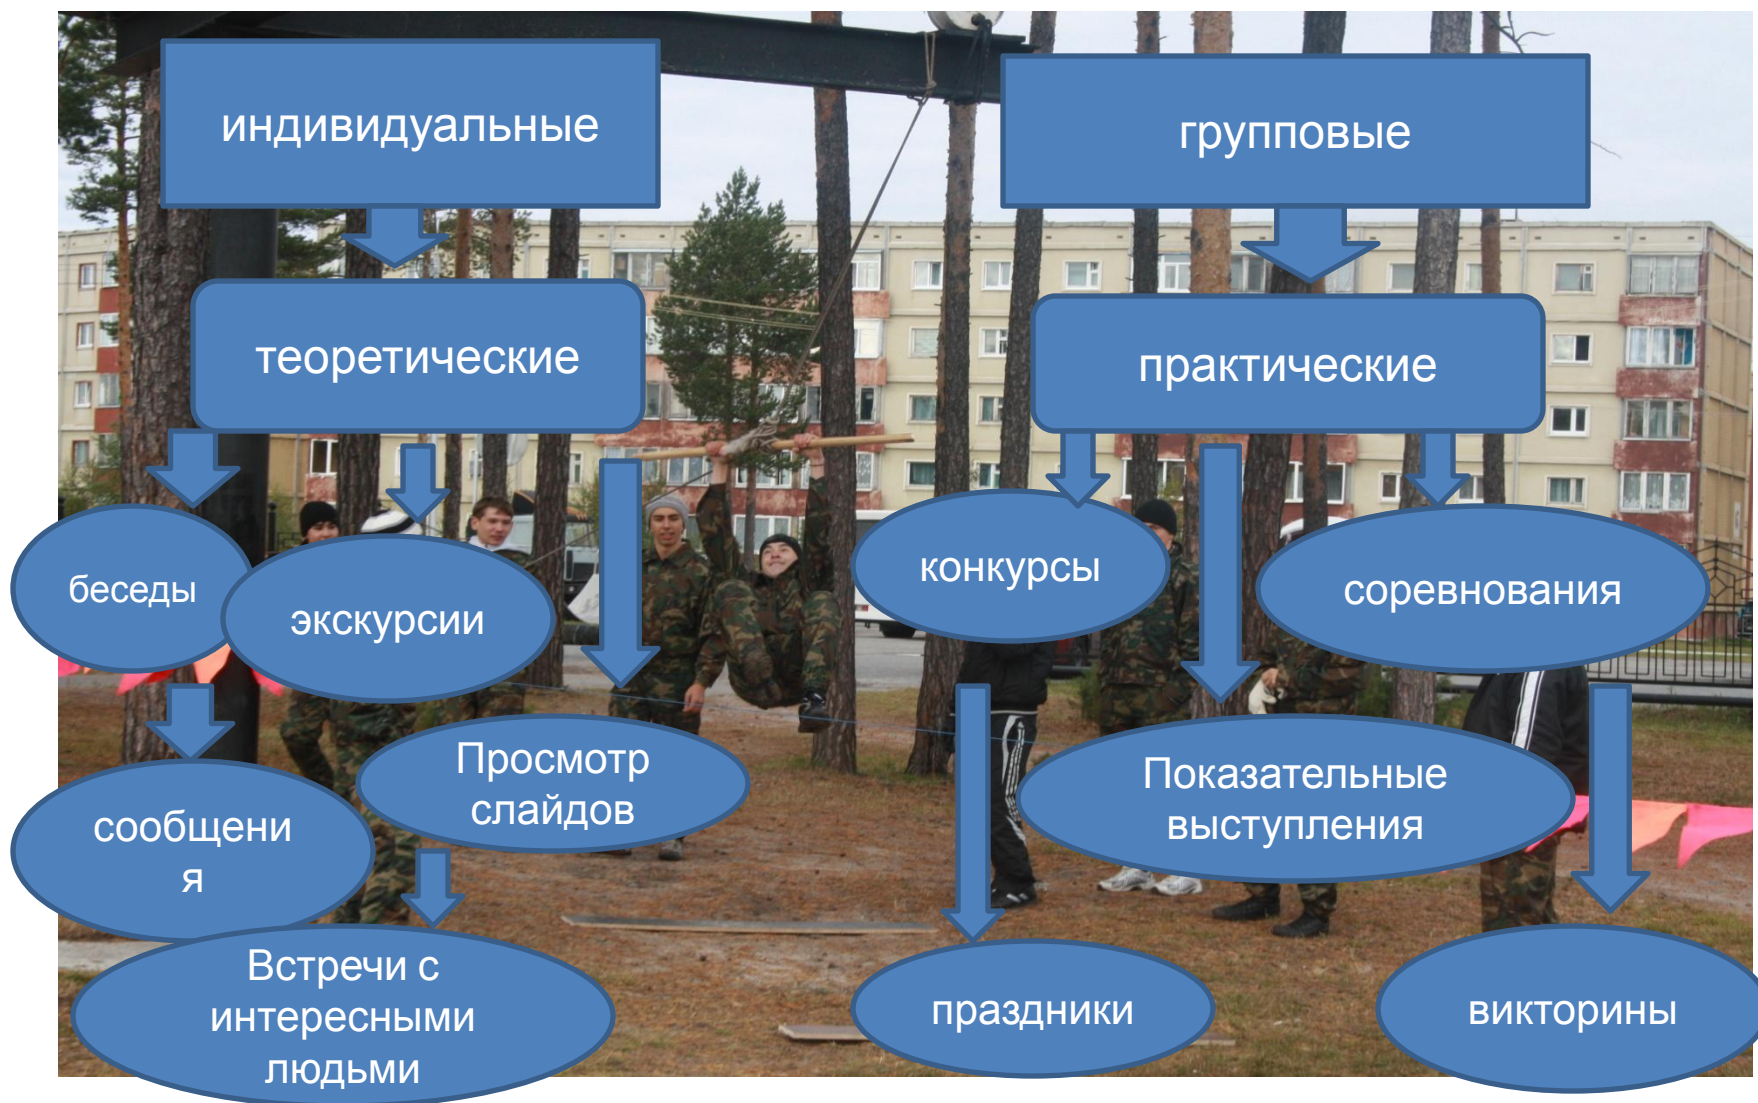 индивидуальные
групповые
теоретические
практические
беседы
экскурсии
конкурсы
соревнования
Просмотр
слайдов
Показательные
выступления
сообщени
я
Встречи с
интересными
людьми
праздники
викторины